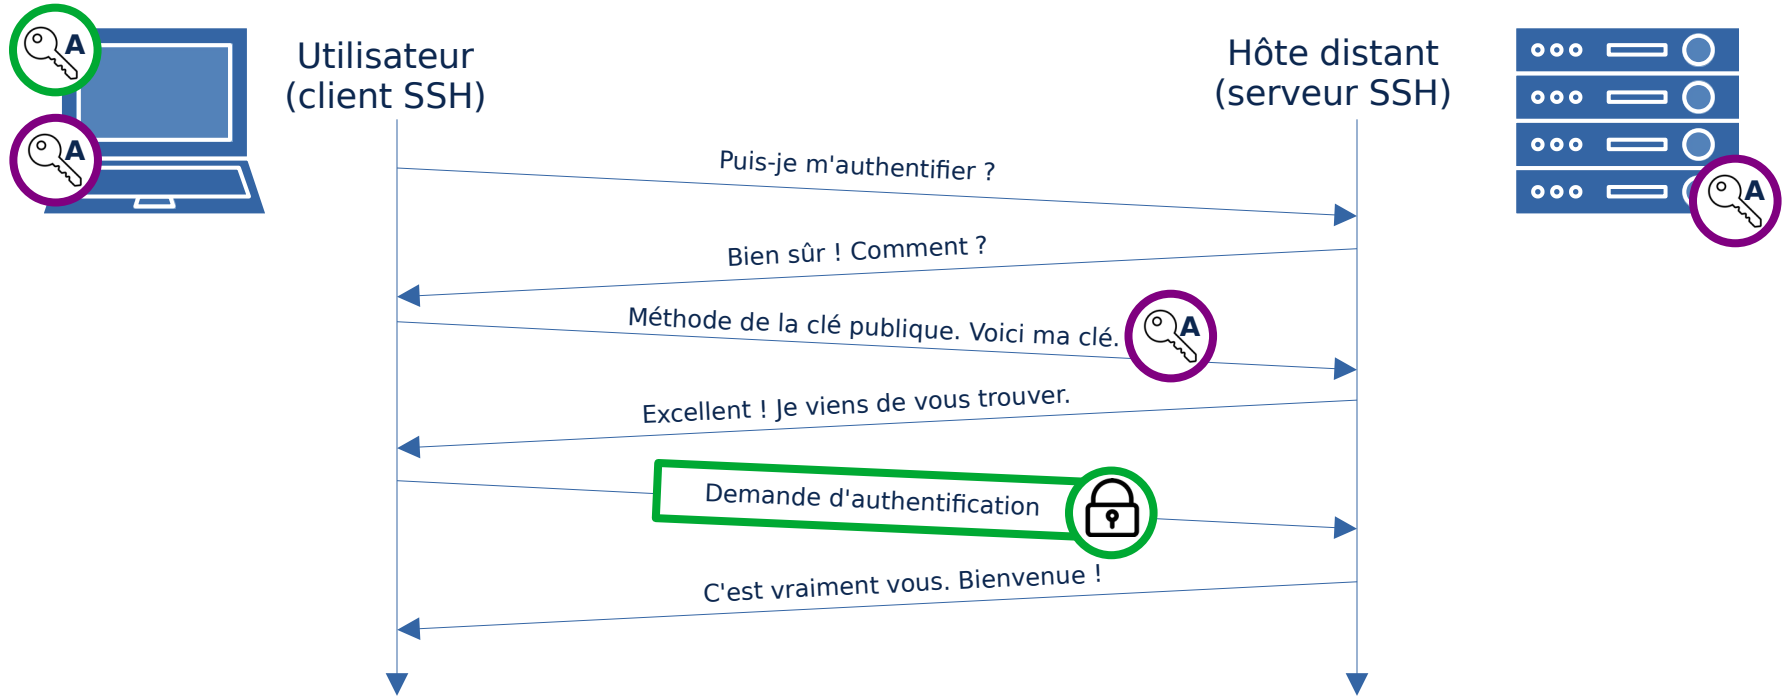 A
A
Utilisateur
(client SSH)
Hôte distant
(serveur SSH)
A
Puis-je m'authentifier ?
Bien sûr ! Comment ?
Méthode de la clé publique. Voici ma clé.
A
Excellent ! Je viens de vous trouver.
Demande d'authentification
C'est vraiment vous. Bienvenue !